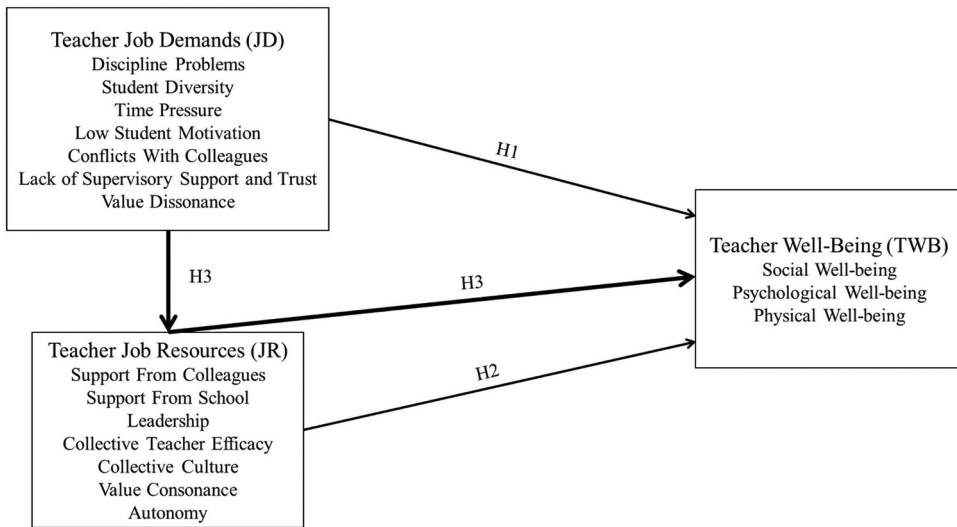 Teacher Job Demands (JD)
Discipline Problems
Student Diversity
Time Pressure
Low Student Motivation
Conflicts With Colleagues
Lack of Supervisory Support and Trust
Value Dissonance
H1
Teacher Well-Being (TWB)
Social Well-being
Psychological Well-being
Physical Well-being
H3
H3
Teacher Job Resources (JR)
Support From Colleagues
Support From School
Leadership
Collective Teacher Efficacy
Collective Culture
Value Consonance
Autonomy
H2